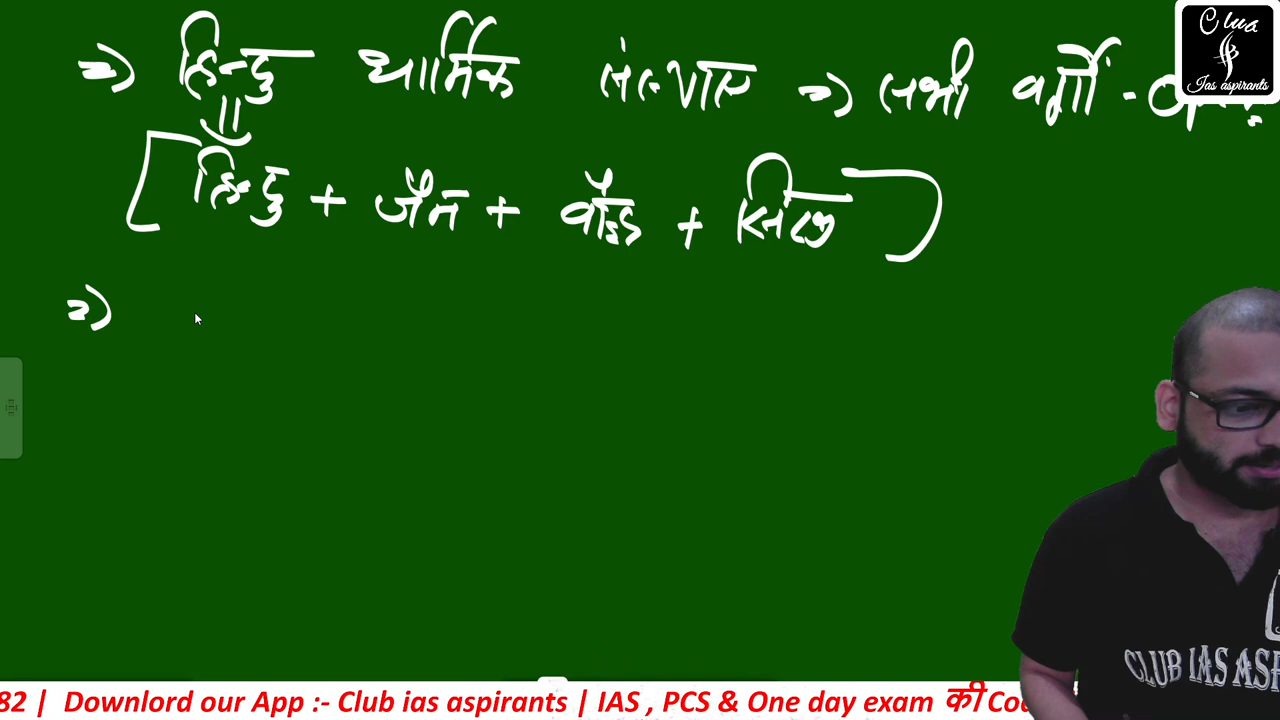 => हिन्दु धार्मिक संस्थान => सभी वर्गों -
[हिन्दु + जैन + बौद्ध + सिख]
=>
Club
Ias aspirants
CLUB IAS ASP
82 | Downlord our App :- Club ias aspirants | IAS , PCS & One day exam की Co